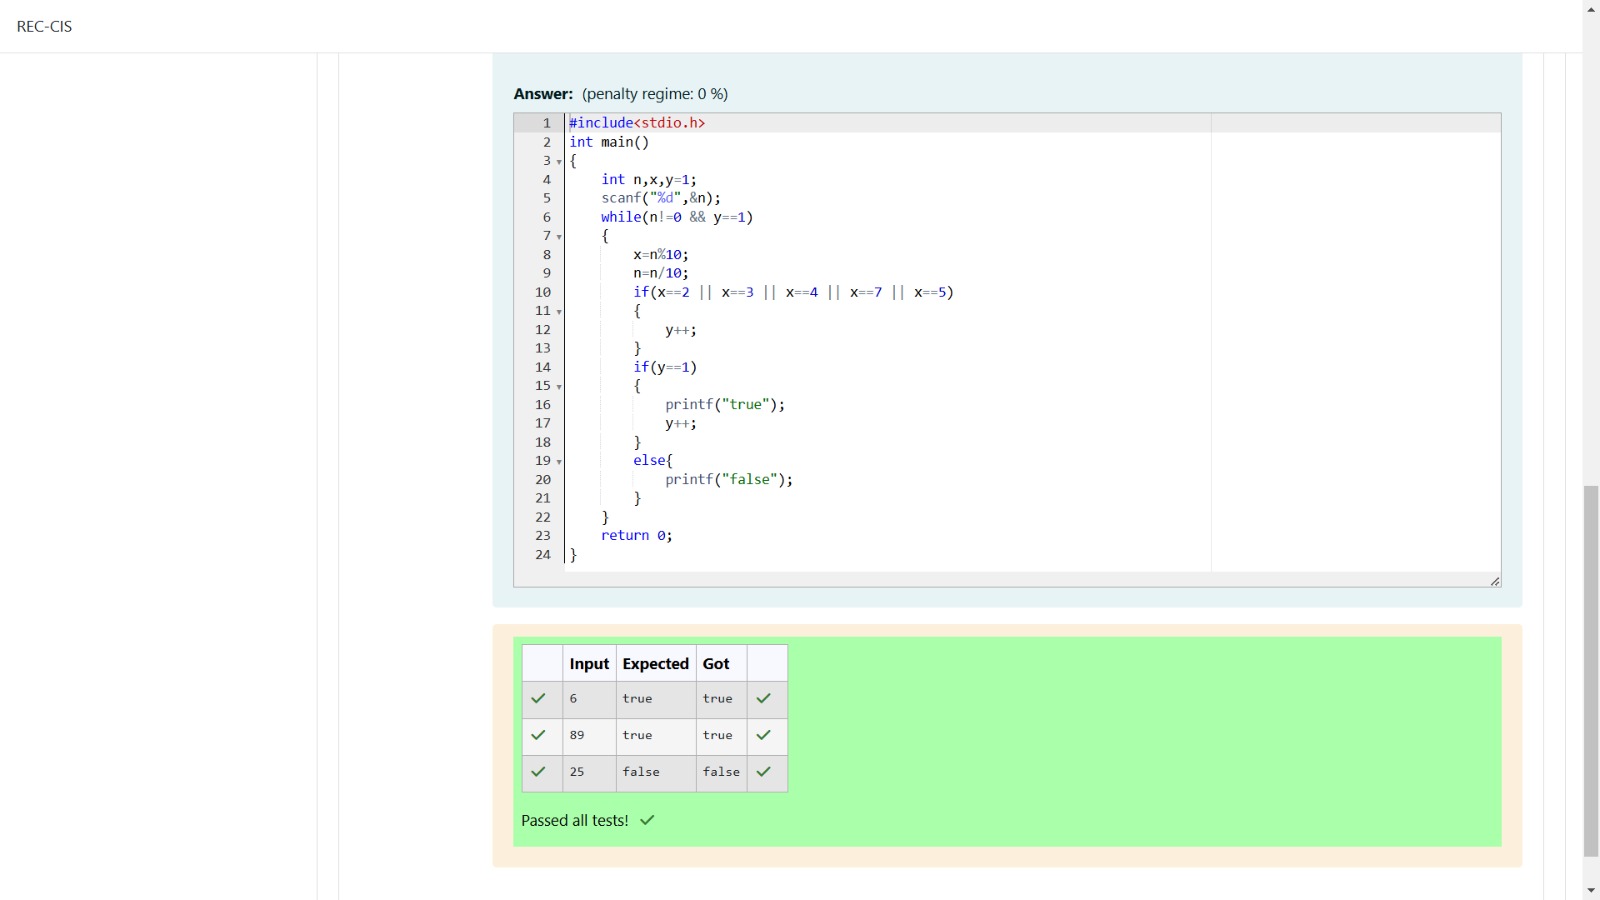 REC-CIS
Answer: (penalty regime: 0 %)
1 #include<stdio.h>
2 int main()
3 {
4 int n,x,y=1;
5 scanf("%d",&n);
6 while(n!=0 && y==1)
7 {
8 x=n%10;
9 n=n/10;
10 if(x==2 || x==3 || x==4 || x==7 || x==5)
11 {
12 y++;
13 }
14 if(y==1)
15 {
16 printf("true");
17 y++;
18 }
19 else{
20 printf("false");
21 }
22 }
23 return 0;
24 }
Input Expected Got
6 true true
89 true true
25 false false
Passed all tests!